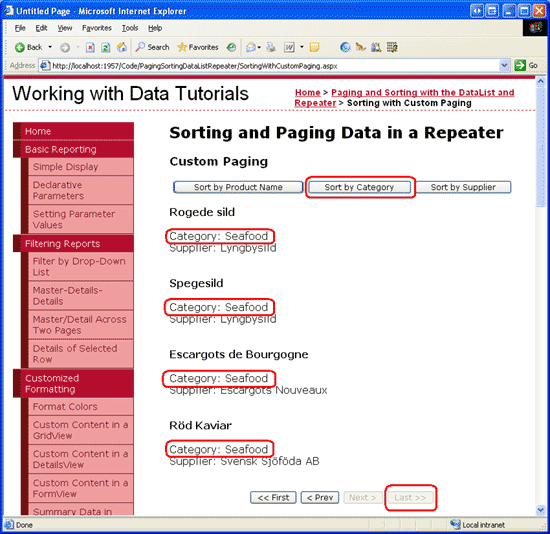 Untitled Page - Microsoft Internet Explorer
File Edit View Favorites Tools Help
Back Search Favorites
Address http://localhost:1957/Code/PagingSortingDataListRepeater/SortingWithCustomPaging.aspx Go
Working with Data Tutorials
Home > Paging and Sorting with the DataList and
Repeater > Sorting with Custom Paging
Home
Basic Reporting
Simple Display
Declarative
Parameters
Setting Parameter
Values
Filtering Reports
Filter by Drop-Down
List
Master-Details-
Details
Master/Detail Across
Two Pages
Details of Selected
Row
Customized
Formatting
Format Colors
Custom Content in a
GridView
Custom Content in a
DetailsView
Custom Content in a
FormView
Summary Data in
Sorting and Paging Data in a Repeater
Custom Paging
Sort by Product Name Sort by Category Sort by Supplier
Rogede sild
Category: Seafood
Supplier: Lyngbysild
Spegesild
Category: Seafood
Supplier: Lyngbysild
Escargots de Bourgogne
Category: Seafood
Supplier: Escargots Nouveaux
Röd Kaviar
Category: Seafood
Supplier: Svensk Sjöföda AB
<< First < Prev Next > Last >>
Done Local intranet